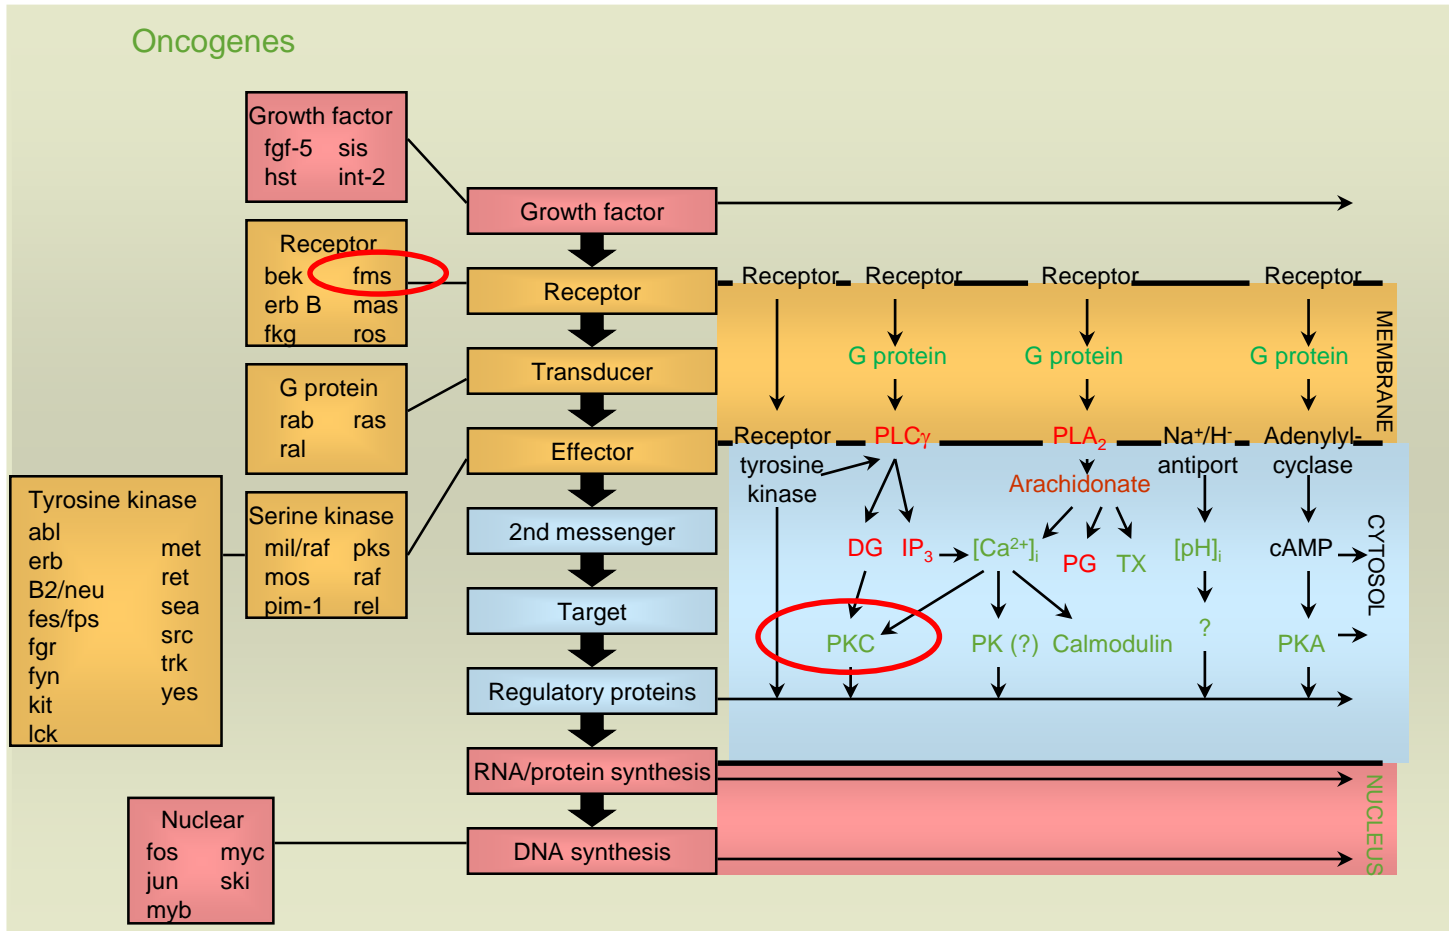 Oncogenes
Growth factor
fgf-5 sis
hst int-2
Receptor
bek fms
erb B mas
fkg ros
G protein
rab ras
ral
Tyrosine kinase
abl
erb
B2/neu
fes/fps
fgr
fyn
kit
lck
met
ret
sea
src
trk
yes
Serine kinase
mil/raf pks
mos raf
pim-1 rel
Nuclear
fos myc
jun ski
myb
Growth factor
Receptor
Transducer
Effector
2nd messenger
Target
Regulatory proteins
RNA/protein synthesis
DNA synthesis
Receptor Receptor Receptor Receptor
G protein G protein G protein
MEMBRANE
Receptor
tyrosine
kinase
PLCγ
PLA₂
Na⁺/H⁻
antiport
Adenylyl-
cyclase
Arachidonate
DG IP₃ [Ca²⁺]ᵢ PG TX [pH]ᵢ cAMP
CYTOSOL
PKC PK (?) Calmodulin ? PKA
NUCLEUS